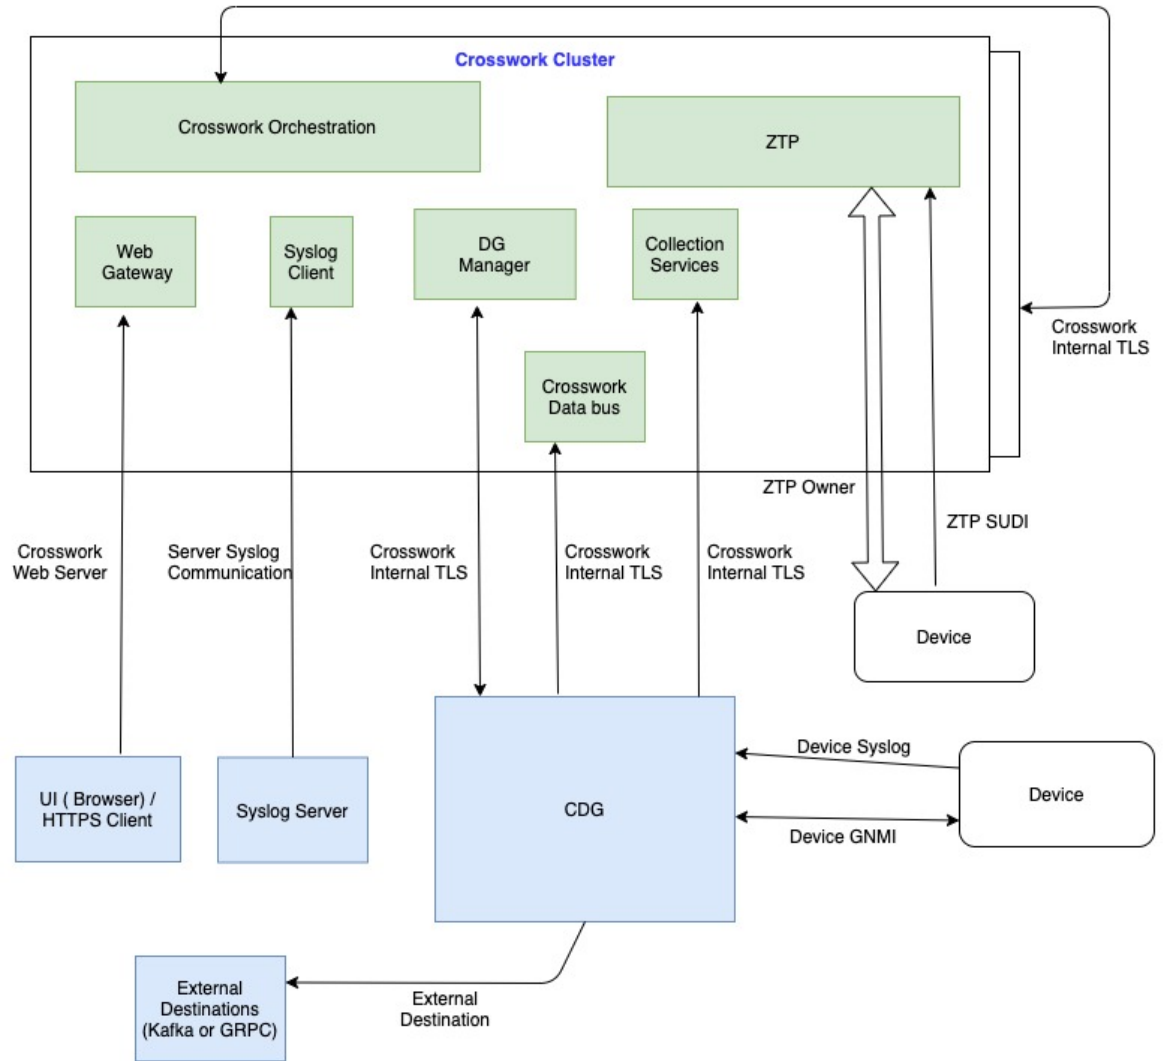 Crosswork Cluster
Crosswork Orchestration
ZTP
Web
Gateway
Syslog
Client
DG
Manager
Collection
Services
Crosswork
Internal TLS
Crosswork
Data bus
ZTP Owner
ZTP SUDI
Crosswork
Web Server
Server Syslog
Communication
Crosswork
Internal TLS
Crosswork
Internal TLS
Crosswork
Internal TLS
Device
UI ( Browser) /
HTTPS Client
Syslog Server
CDG
Device Syslog
Device GNMI
Device
External
Destinations
(Kafka or GRPC)
External
Destination